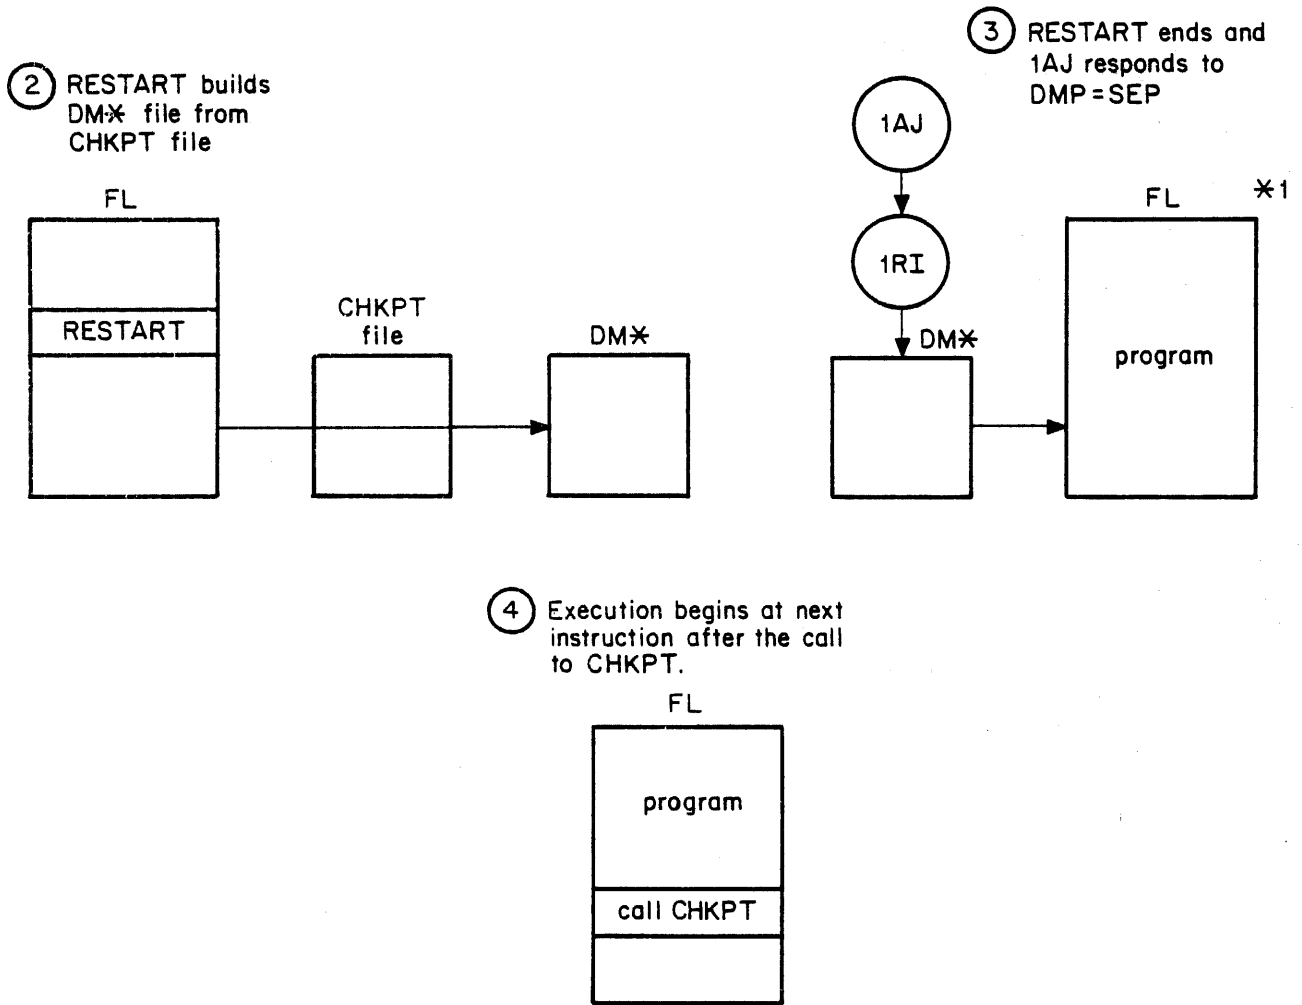 2 RESTART builds
DM* file from
CHKPT file
FL
RESTART
CHKPT
file
DM*
3 RESTART ends and
1AJ responds to
DMP=SEP
1AJ
1RI
DM*
FL
*1
program
4 Execution begins at next
instruction after the call
to CHKPT.
FL
program
call CHKPT